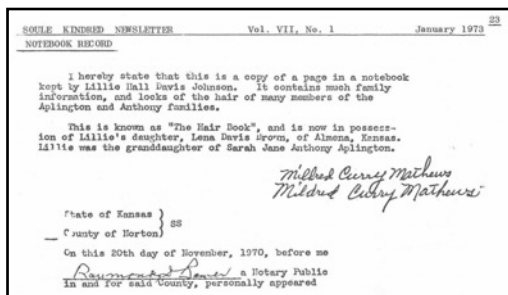 23
SOULE KINDRED NEWSLETTER Vol. VII, No. 1 January 1973
NOTEBOOK RECORD
I hereby state that this is a copy of a page in a notebook
kept by Lillie Hall Davis Johnson. It contains much family
information, and locks of the hair of many members of the
Aplington and Anthony families.
This is known as "The Hair Book", and is now in possess-
ion of Lillie's daughter, Lena Davis Brown, of Almena, Kansas.
Lillie was the granddaughter of Sarah Jane Anthony Aplington.
Mildred Curry Mathews
Mildred Curry Mathews
State of Kansas }
} SS
County of Norton}
On this 20th day of November, 1970, before me
Raymond a Notary Public
in and for said County, personally appeared